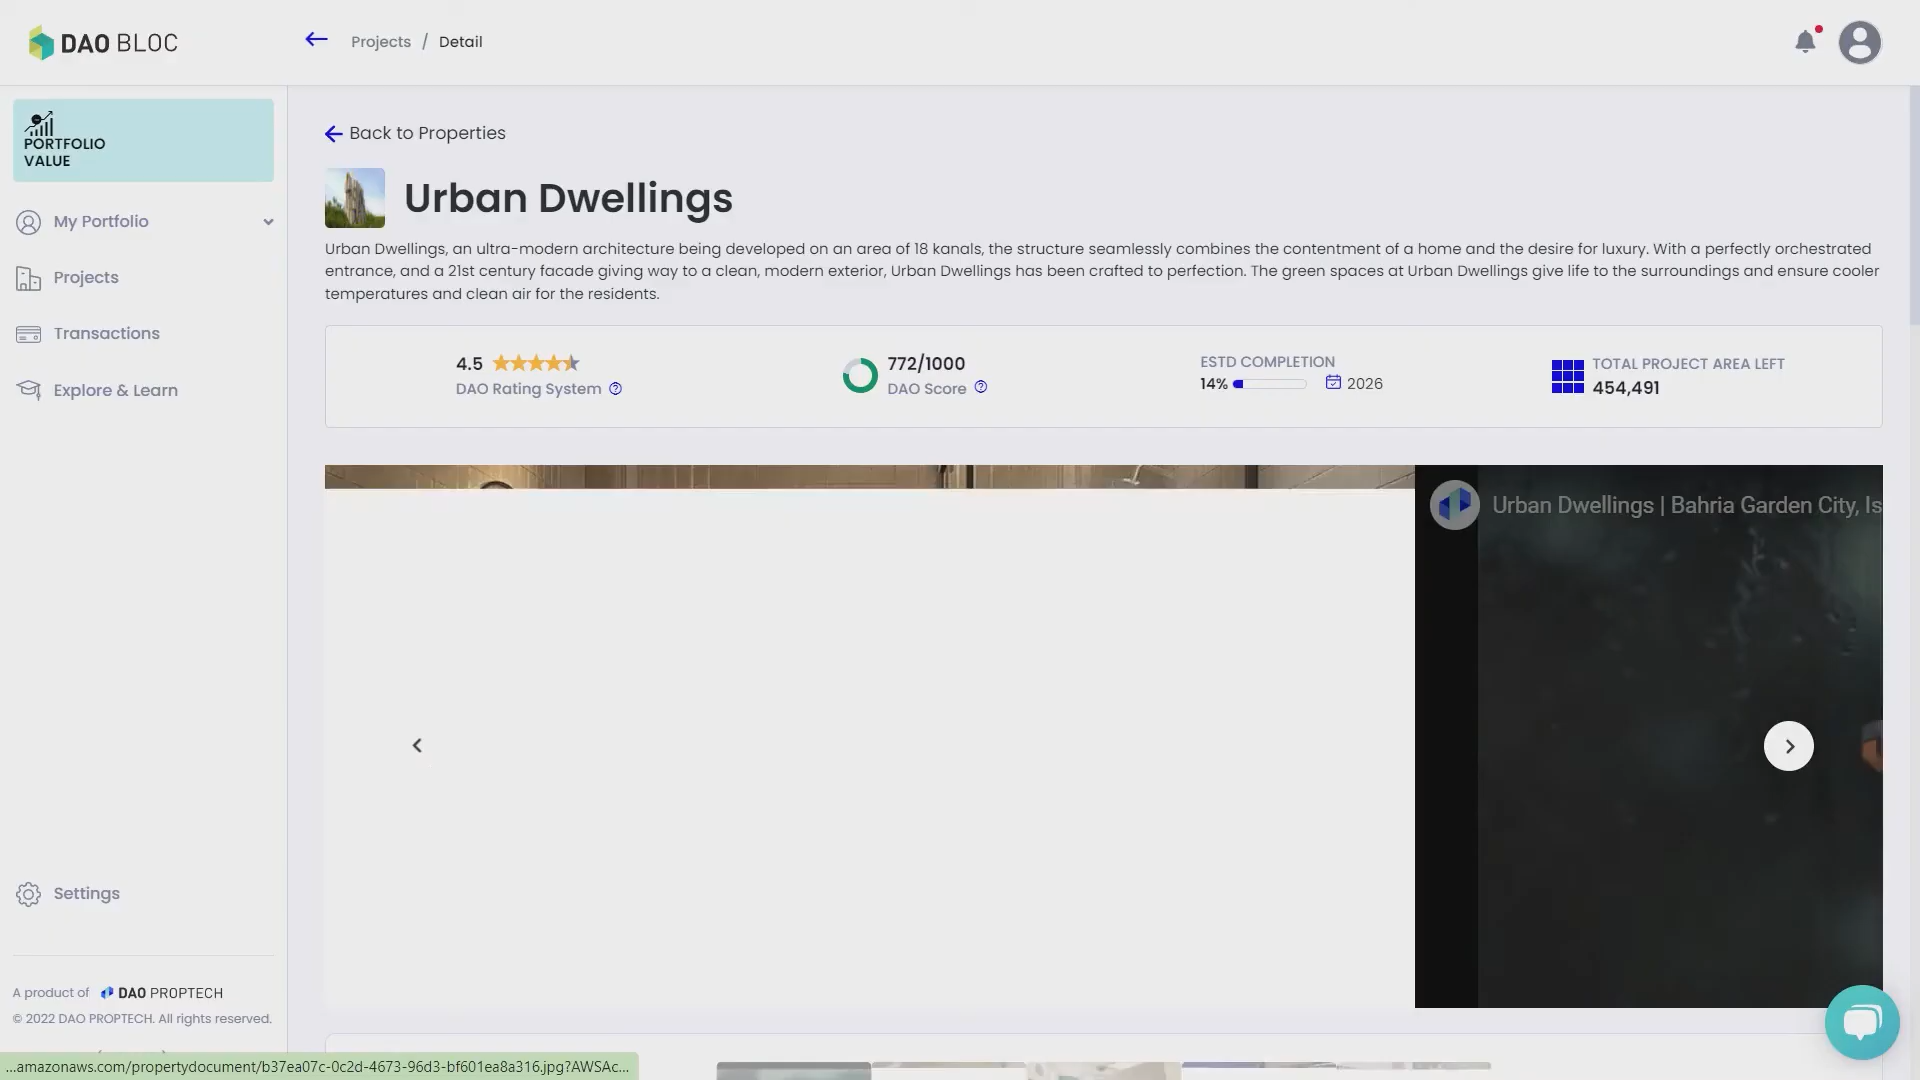 DAO BLOC
Projects / Detail
PORTFOLIO
VALUE
My Portfolio
Projects
Transactions
Explore & Learn
Settings
A product of DAO PROPTECH
© 2022 DAO PROPTECH. All rights reserved.
Back to Properties
Urban Dwellings
Urban Dwellings, an ultra-modern architecture being developed on an area of 18 kanals, the structure seamlessly combines the contentment of a home and the desire for luxury. With a perfectly orchestrated
entrance, and a 21st century facade giving way to a clean, modern exterior, Urban Dwellings has been crafted to perfection. The green spaces at Urban Dwellings give life to the surroundings and ensure cooler
temperatures and clean air for the residents.
4.5
DAO Rating System
772/1000
DAO Score
ESTD COMPLETION
14% 2026
TOTAL PROJECT AREA LEFT
454,491
Urban Dwellings | Bahria Garden City, Is
...amazonaws.com/propertydocument/b37ea07c-0c2d-4673-96d3-bf601ea8a316.jpg?AWSAc...